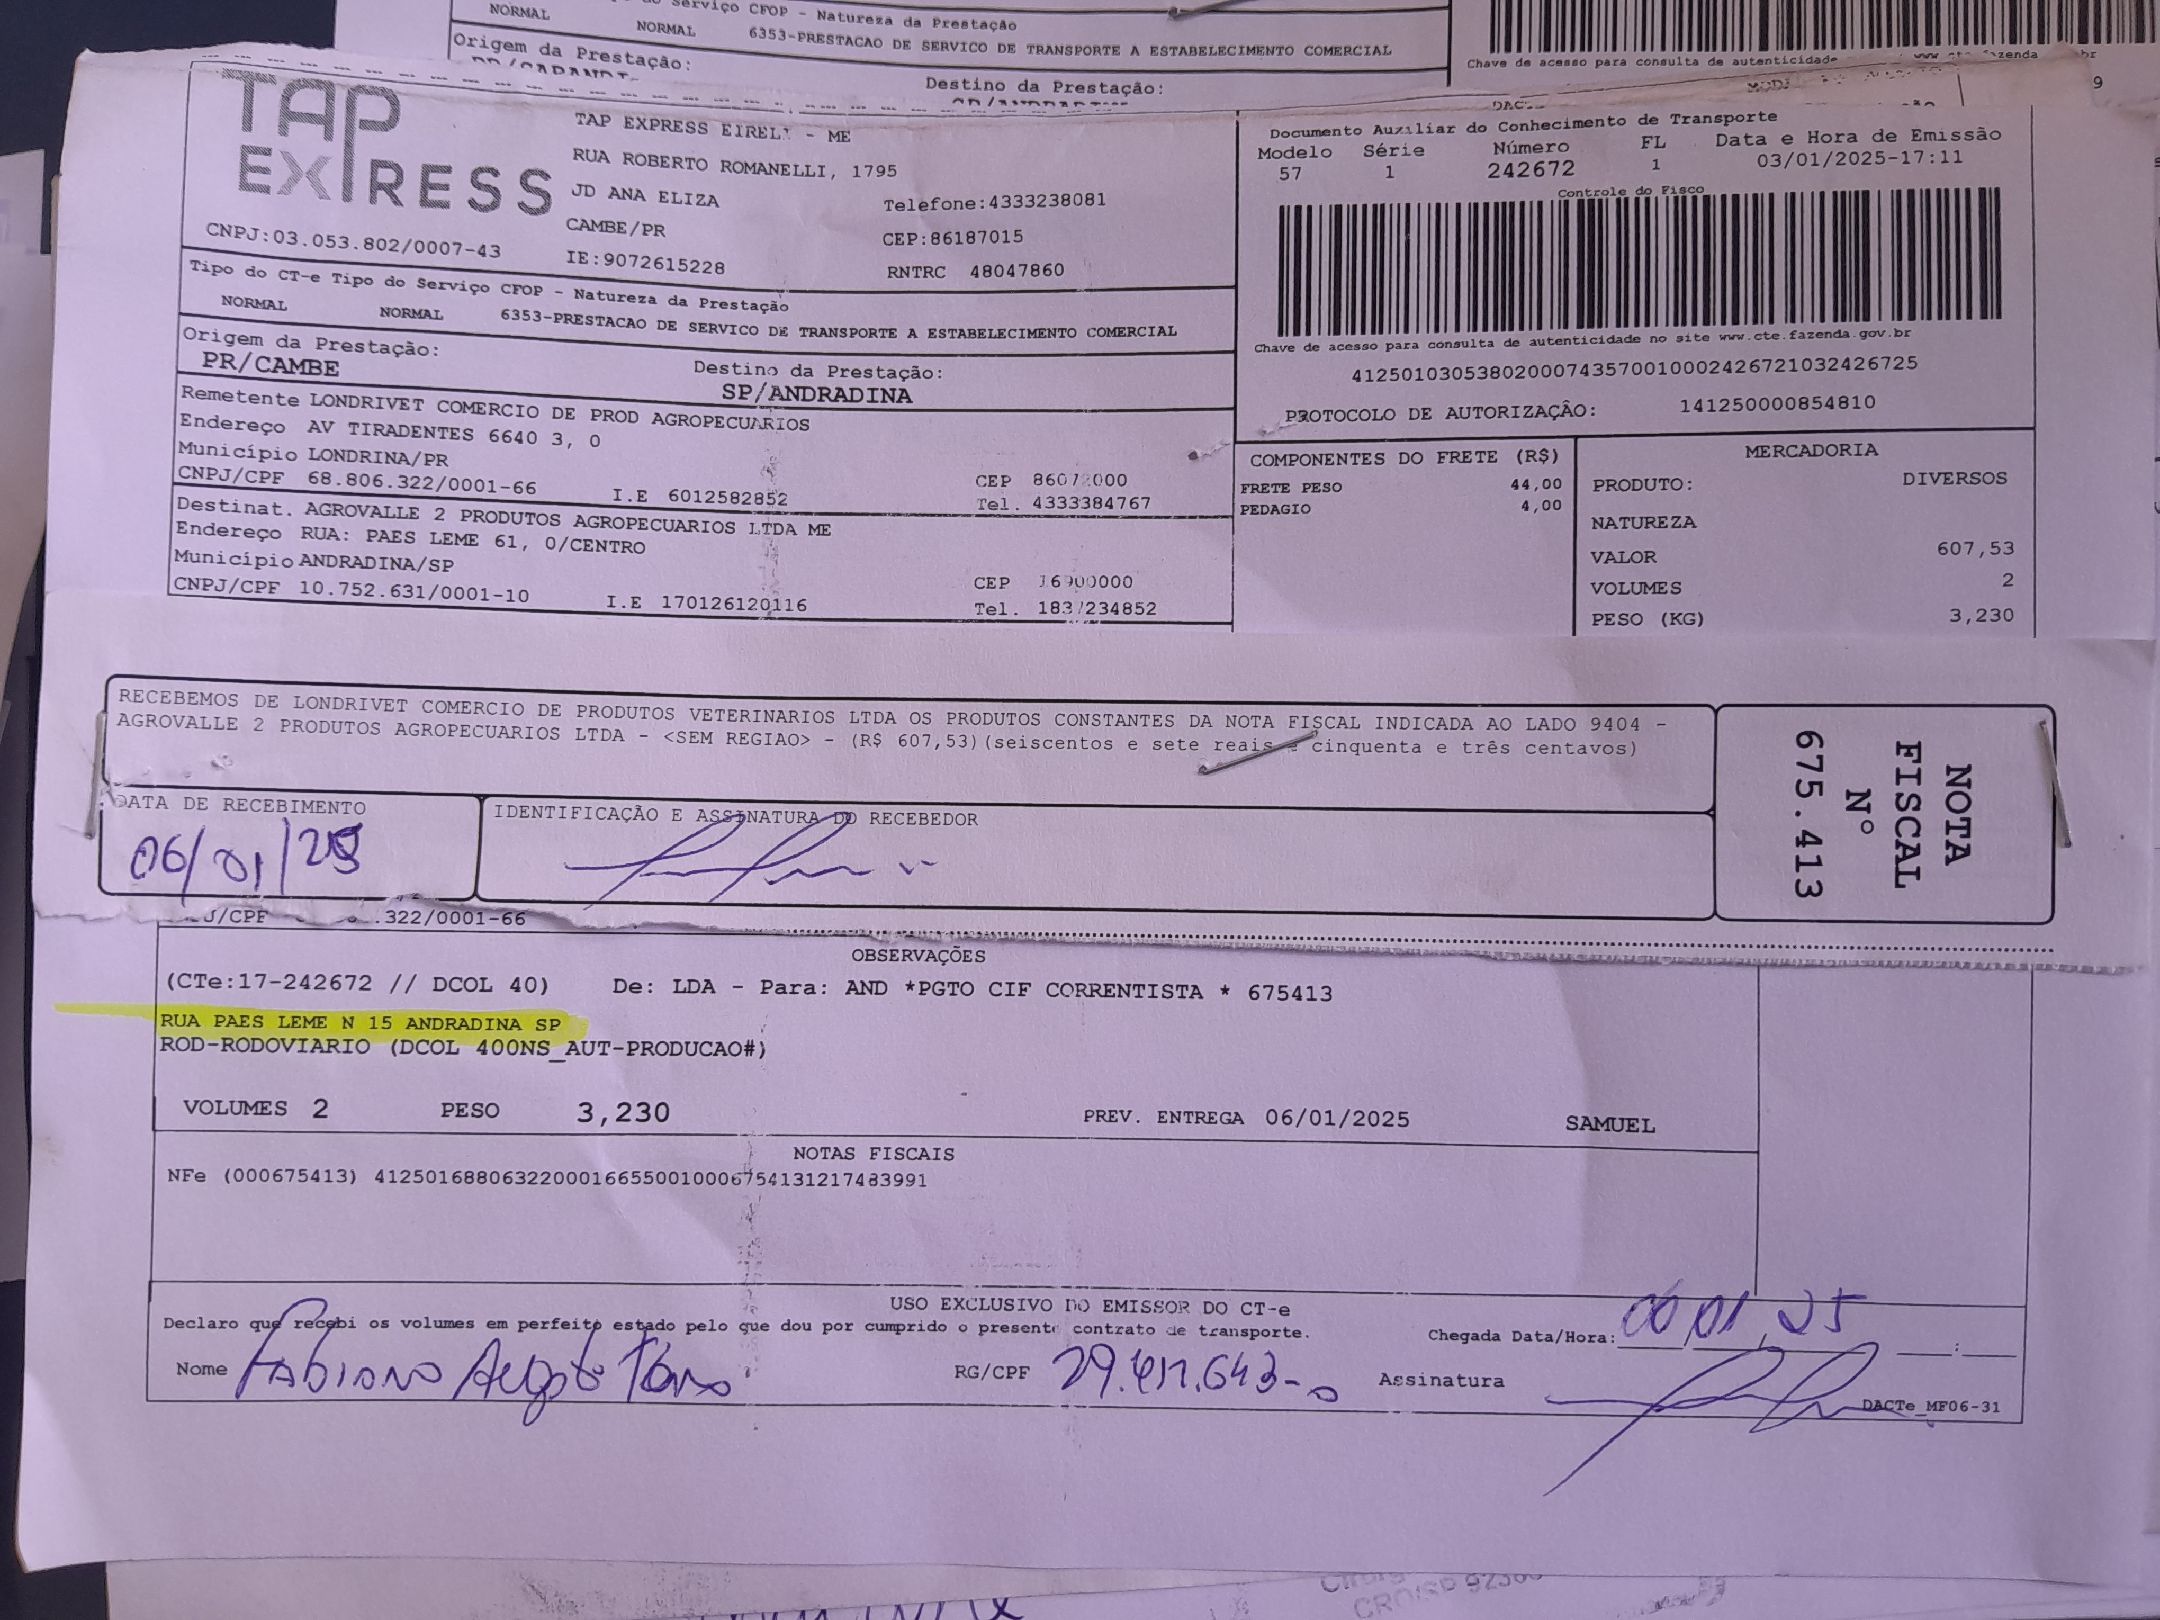 Serviço CFOP - Natureza da Prestação
NORMAL NORMAL 6353-PRESTACAO DE SERVICO DE TRANSPORTE A ESTABELECIMENTO COMERCIAL
Origem da Prestação:
Destino da Prestação:
Chave de acesso para consulta de autenticidade
TAP EXPRESS
TAP EXPRESS EIRELI - ME
RUA ROBERTO ROMANELLI, 1795
JD ANA ELIZA Telefone:4333238081
CAMBE/PR CEP:86187015
CNPJ:03.053.802/0007-43 IE:9072615228 RNTRC 48047860
Documento Auxiliar do Conhecimento de Transporte
Modelo Série Número FL Data e Hora de Emissão
57 1 242672 1 03/01/2025-17:11
Controle do Fisco
Chave de acesso para consulta de autenticidade no site www.cte.fazenda.gov.br
41250103053802000743570010002426721032426725
PROTOCOLO DE AUTORIZAÇÃO: 141250000854810
Tipo do CT-e Tipo do Serviço CFOP - Natureza da Prestação
NORMAL NORMAL 6353-PRESTACAO DE SERVICO DE TRANSPORTE A ESTABELECIMENTO COMERCIAL
Origem da Prestação: Destino da Prestação:
PR/CAMBE SP/ANDRADINA
Remetente LONDRIVET COMERCIO DE PROD AGROPECUARIOS
Endereço AV TIRADENTES 6640 3, 0
Município LONDRINA/PR CEP 86072000
CNPJ/CPF 68.806.322/0001-66 I.E 6012582852 Tel. 4333384767
Destinat. AGROVALLE 2 PRODUTOS AGROPECUARIOS LTDA ME
Endereço RUA: PAES LEME 61, 0/CENTRO
Município ANDRADINA/SP CEP 16900000
CNPJ/CPF 10.752.631/0001-10 I.E 170126120116 Tel. 1837234852
COMPONENTES DO FRETE (R$)
FRETE PESO 44,00
PEDAGIO 4,00
MERCADORIA
PRODUTO: DIVERSOS
NATUREZA
VALOR 607,53
VOLUMES 2
PESO (KG) 3,230
RECEBEMOS DE LONDRIVET COMERCIO DE PRODUTOS VETERINARIOS LTDA OS PRODUTOS CONSTANTES DA NOTA FISCAL INDICADA AO LADO 9404 -
AGROVALLE 2 PRODUTOS AGROPECUARIOS LTDA - <SEM REGIAO> - (R$ 607,53)(seiscentos e sete reais e cinquenta e três centavos)
DATA DE RECEBIMENTO IDENTIFICAÇÃO E ASSINATURA DO RECEBEDOR
06/01/25
NOTA
FISCAL
Nº
675.413
J/CPF .322/0001-66
OBSERVAÇÕES
(CTe:17-242672 // DCOL 40) De: LDA - Para: AND *PGTO CIF CORRENTISTA * 675413
RUA PAES LEME N 15 ANDRADINA SP
ROD-RODOVIARIO (DCOL 400NS_AUT-PRODUCAO#)
VOLUMES 2 PESO 3,230 PREV. ENTREGA 06/01/2025 SAMUEL
NOTAS FISCAIS
NFe (000675413) 41250168806322000166550010006754131217483991
USO EXCLUSIVO DO EMISSOR DO CT-e
Declaro que recebi os volumes em perfeito estado pelo que dou por cumprido o presente contrato de transporte.
Chegada Data/Hora: 06/01/25 :
Nome Fabiano RG/CPF Assinatura
DACTe_MF06-31